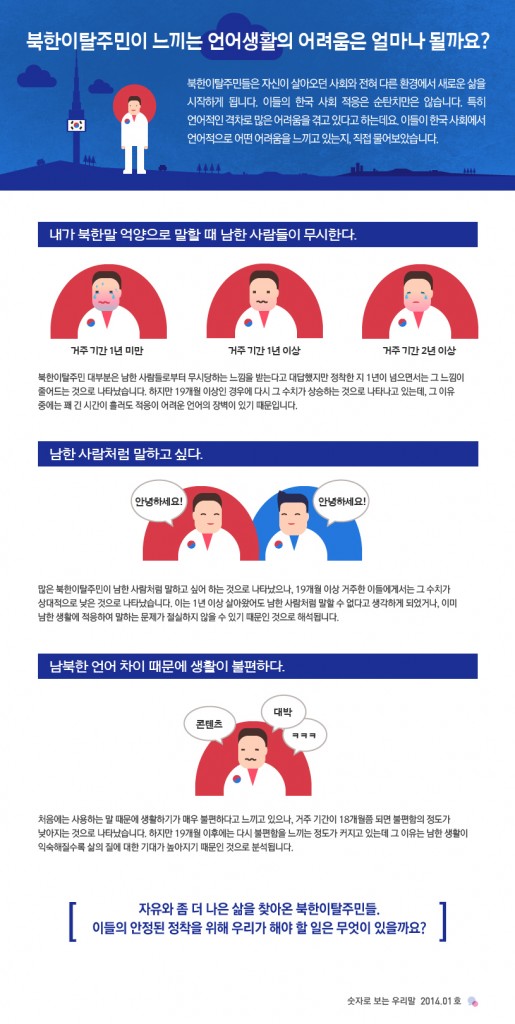 북한이탈주민이 느끼는 언어생활의 어려움은 얼마나 될까요?
북한이탈주민들은 자신이 살아오던 사회와 전혀 다른 환경에서 새로운 삶을
시작하게 됩니다. 이들의 한국 사회 적응은 순탄치만은 않습니다. 특히
언어적인 격차로 많은 어려움을 겪고 있다고 하는데요. 이들이 한국 사회에서
언어적으로 어떤 어려움을 느끼고 있는지, 직접 물어보았습니다.
내가 북한말 억양으로 말할 때 남한 사람들이 무시한다.
거주 기간 1년 미만
거주 기간 1년 이상
거주 기간 2년 이상
북한이탈주민 대부분은 남한 사람들로부터 무시당하는 느낌을 받는다고 대답했지만 정착한 지 1년이 넘으면서는 그 느낌이
줄어드는 것으로 나타났습니다. 하지만 19개월 이상인 경우에 다시 그 수치가 상승하는 것으로 나타나고 있는데, 그 이유
중에는 꽤 긴 시간이 흘러도 적응이 어려운 언어의 장벽이 있기 때문입니다.
남한 사람처럼 말하고 싶다.
안녕하세요!
안녕하세요!
많은 북한이탈주민이 남한 사람처럼 말하고 싶어 하는 것으로 나타났으나, 19개월 이상 거주한 이들에게서는 그 수치가
상대적으로 낮은 것으로 나타났습니다. 이는 1년 이상 살아왔어도 남한 사람처럼 말할 수 없다고 생각하게 되었거나, 이미
남한 생활에 적응하여 말하는 문제가 절실하지 않을 수 있기 때문인 것으로 해석됩니다.
남북한 언어 차이 때문에 생활이 불편하다.
콘텐츠
대박
ㅋㅋㅋ
처음에는 사용하는 말 때문에 생활하기가 매우 불편하다고 느끼고 있으나, 거주 기간이 18개월쯤 되면 불편함의 정도가
낮아지는 것으로 나타났습니다. 하지만 19개월 이후에는 다시 불편함을 느끼는 정도가 커지고 있는데 그 이유는 남한 생활이
익숙해질수록 삶의 질에 대한 기대가 높아지기 때문인 것으로 분석됩니다.
[ 자유와 좀 더 나은 삶을 찾아온 북한이탈주민들.
이들의 안정된 정착을 위해 우리가 해야 할 일은 무엇이 있을까요? ]
숫자로 보는 우리말 2014.01호